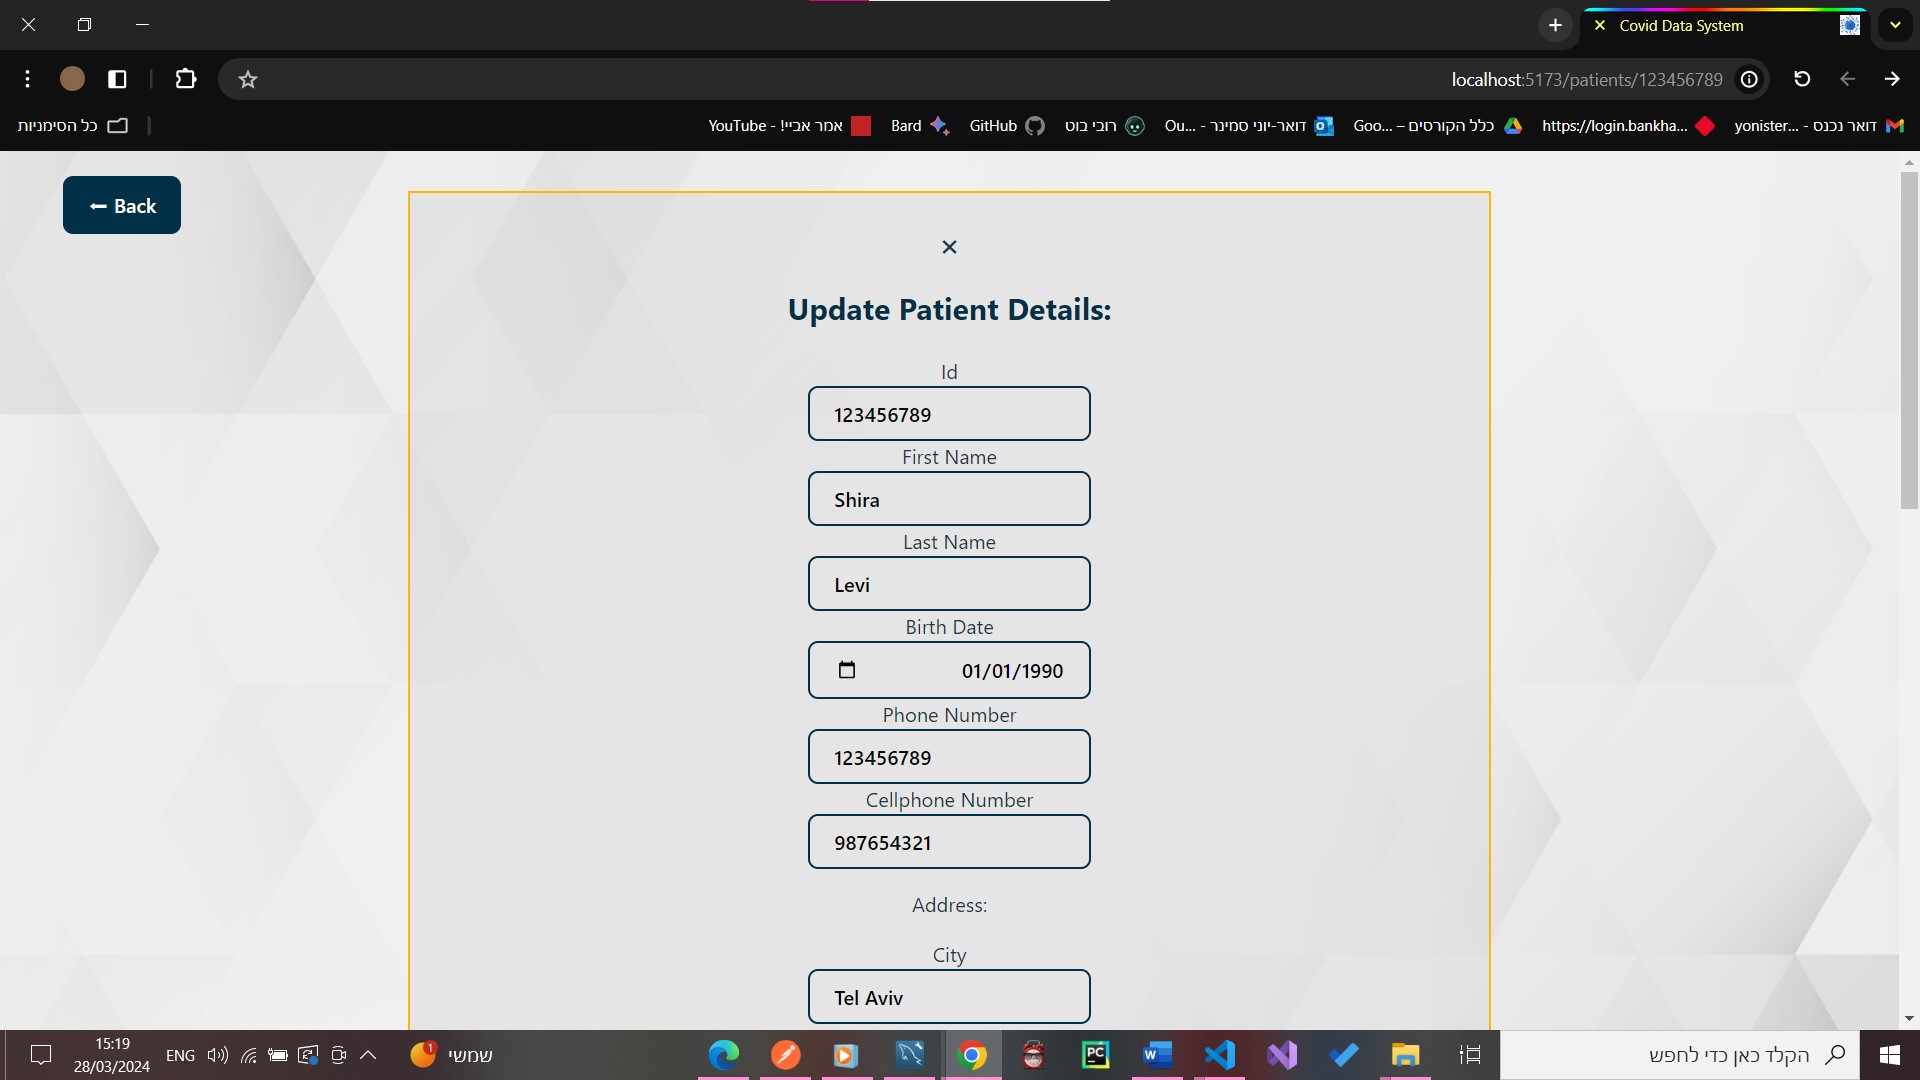 Covid Data System
localhost:5173/patients/123456789
כל הסימניות
אמר אביי! - YouTube
Bard
GitHub
רובי בוט
דואר-יוני סמינר - Ou...
כלל הקורסים – Goo...
https://login.bankha...
דואר נכנס - yonister...
← Back
✕
Update Patient Details:
Id
123456789
First Name
Shira
Last Name
Levi
Birth Date
01/01/1990
Phone Number
123456789
Cellphone Number
987654321
Address:
City
Tel Aviv
15:19
28/03/2024
ENG
1
שמשי
PC
הקלד כאן כדי לחפש